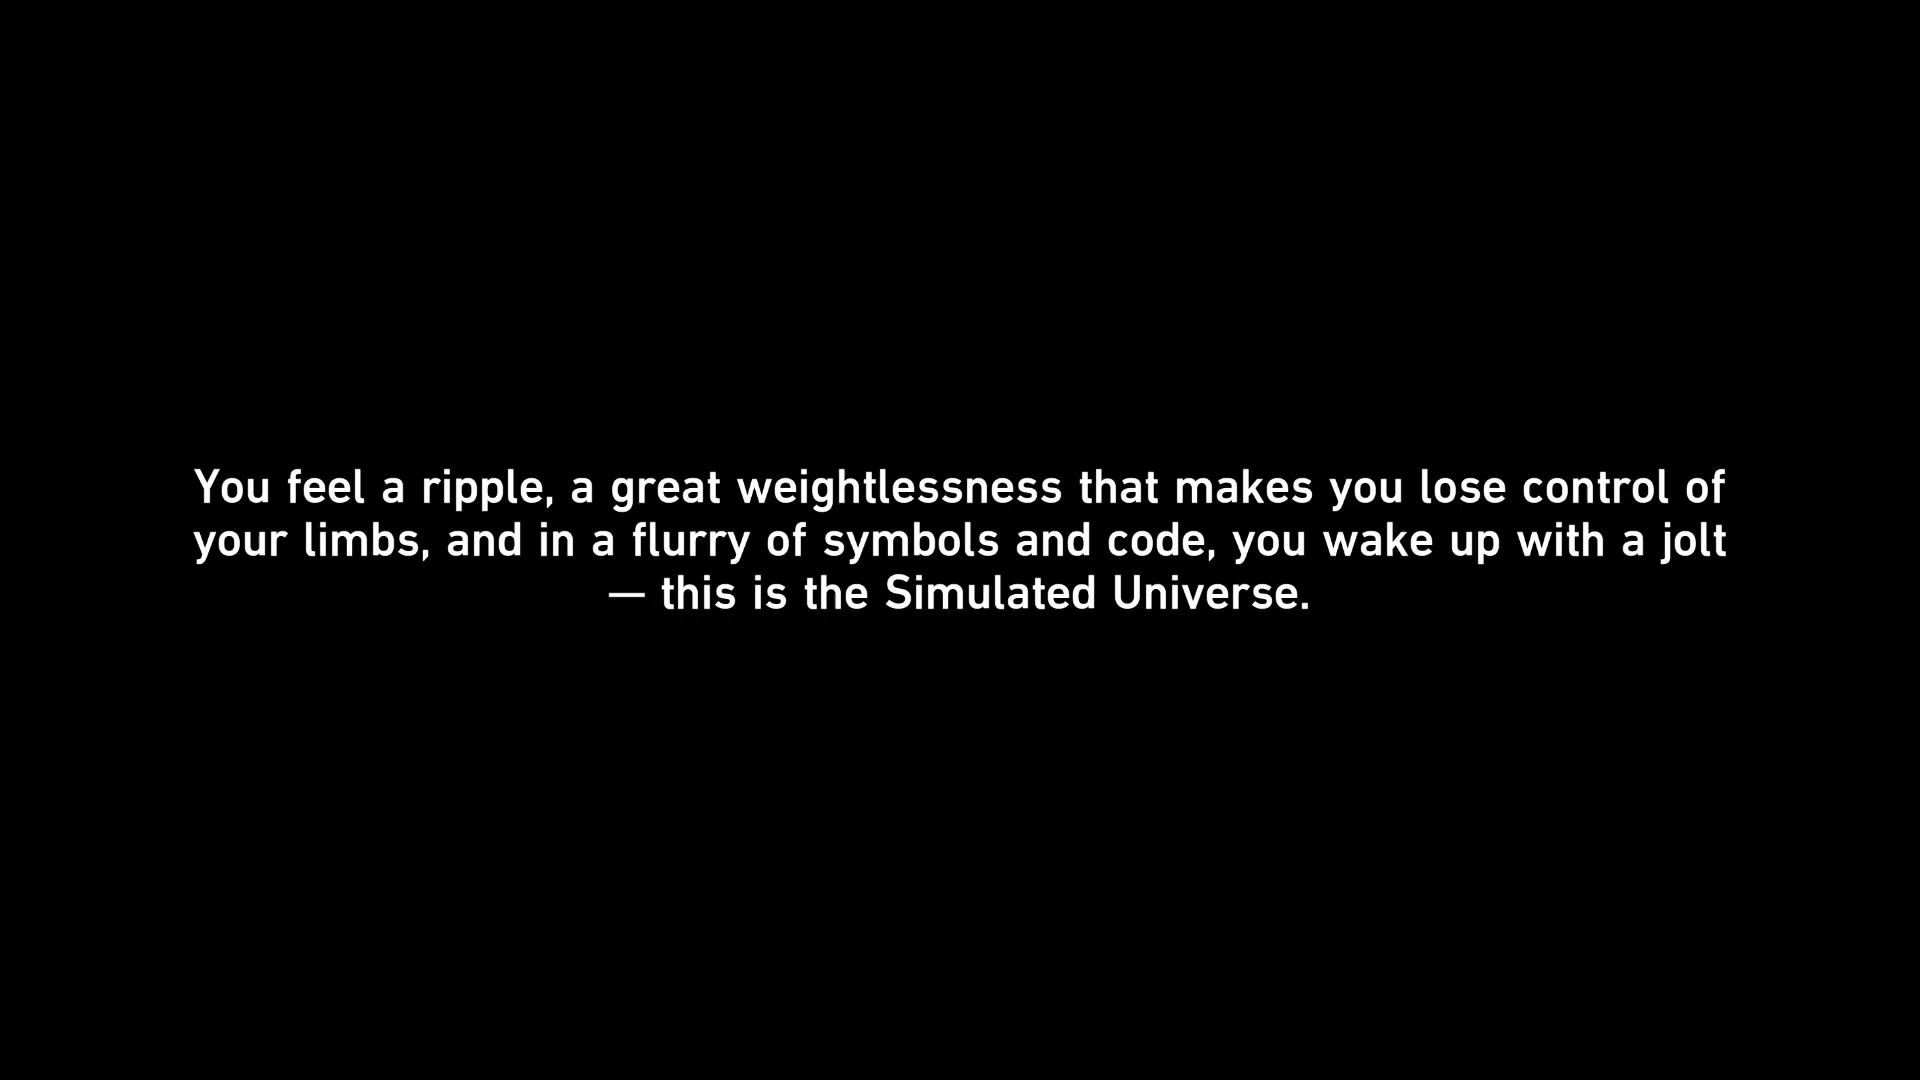 You feel a ripple, a great weightlessness that makes you lose control of
your limbs, and in a flurry of symbols and code, you wake up with a jolt
— this is the Simulated Universe.